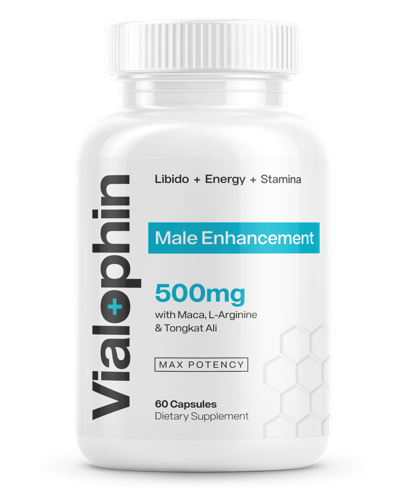 Vialophin
Libido + Energy + Stamina
Male Enhancement
500mg
with Maca, L-Arginine
& Tongkat Ali
MAX POTENCY
60 Capsules
Dietary Supplement